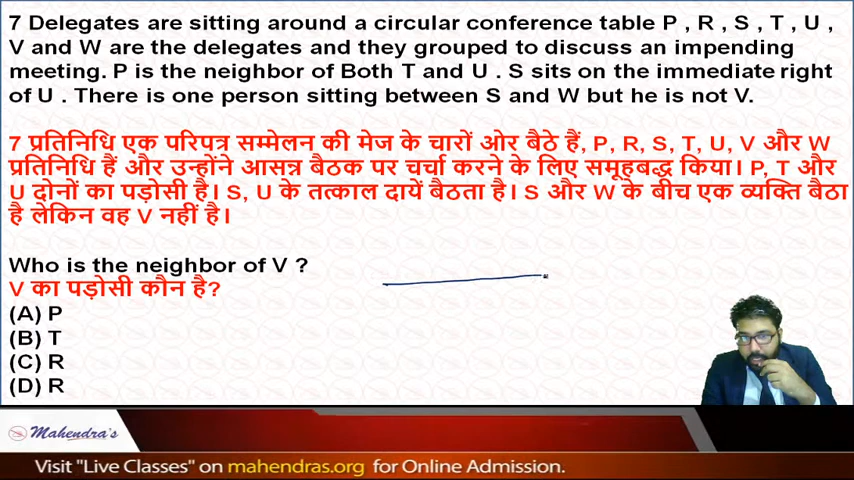 7 Delegates are sitting around a circular conference table P , R , S , T , U ,
V and W are the delegates and they grouped to discuss an impending
meeting. P is the neighbor of Both T and U . S sits on the immediate right
of U . There is one person sitting between S and W but he is not V.
7 प्रतिनिधि एक परिपत्र सम्मेलन की मेज के चारों ओर बैठे हैं, P, R, S, T, U, V और W
प्रतिनिधि हैं और उन्होंने आसन्न बैठक पर चर्चा करने के लिए समूहबद्ध किया। P, T और
U दोनों का पड़ोसी है। S, U के तत्काल दायें बैठता है। S और W के बीच एक व्यक्ति बैठा
है लेकिन वह V नहीं है।
Who is the neighbor of V ?
V का पड़ोसी कौन है?
(A) P
(B) T
(C) R
(D) R
Mahendra's
Visit "Live Classes" on mahendras.org for Online Admission.